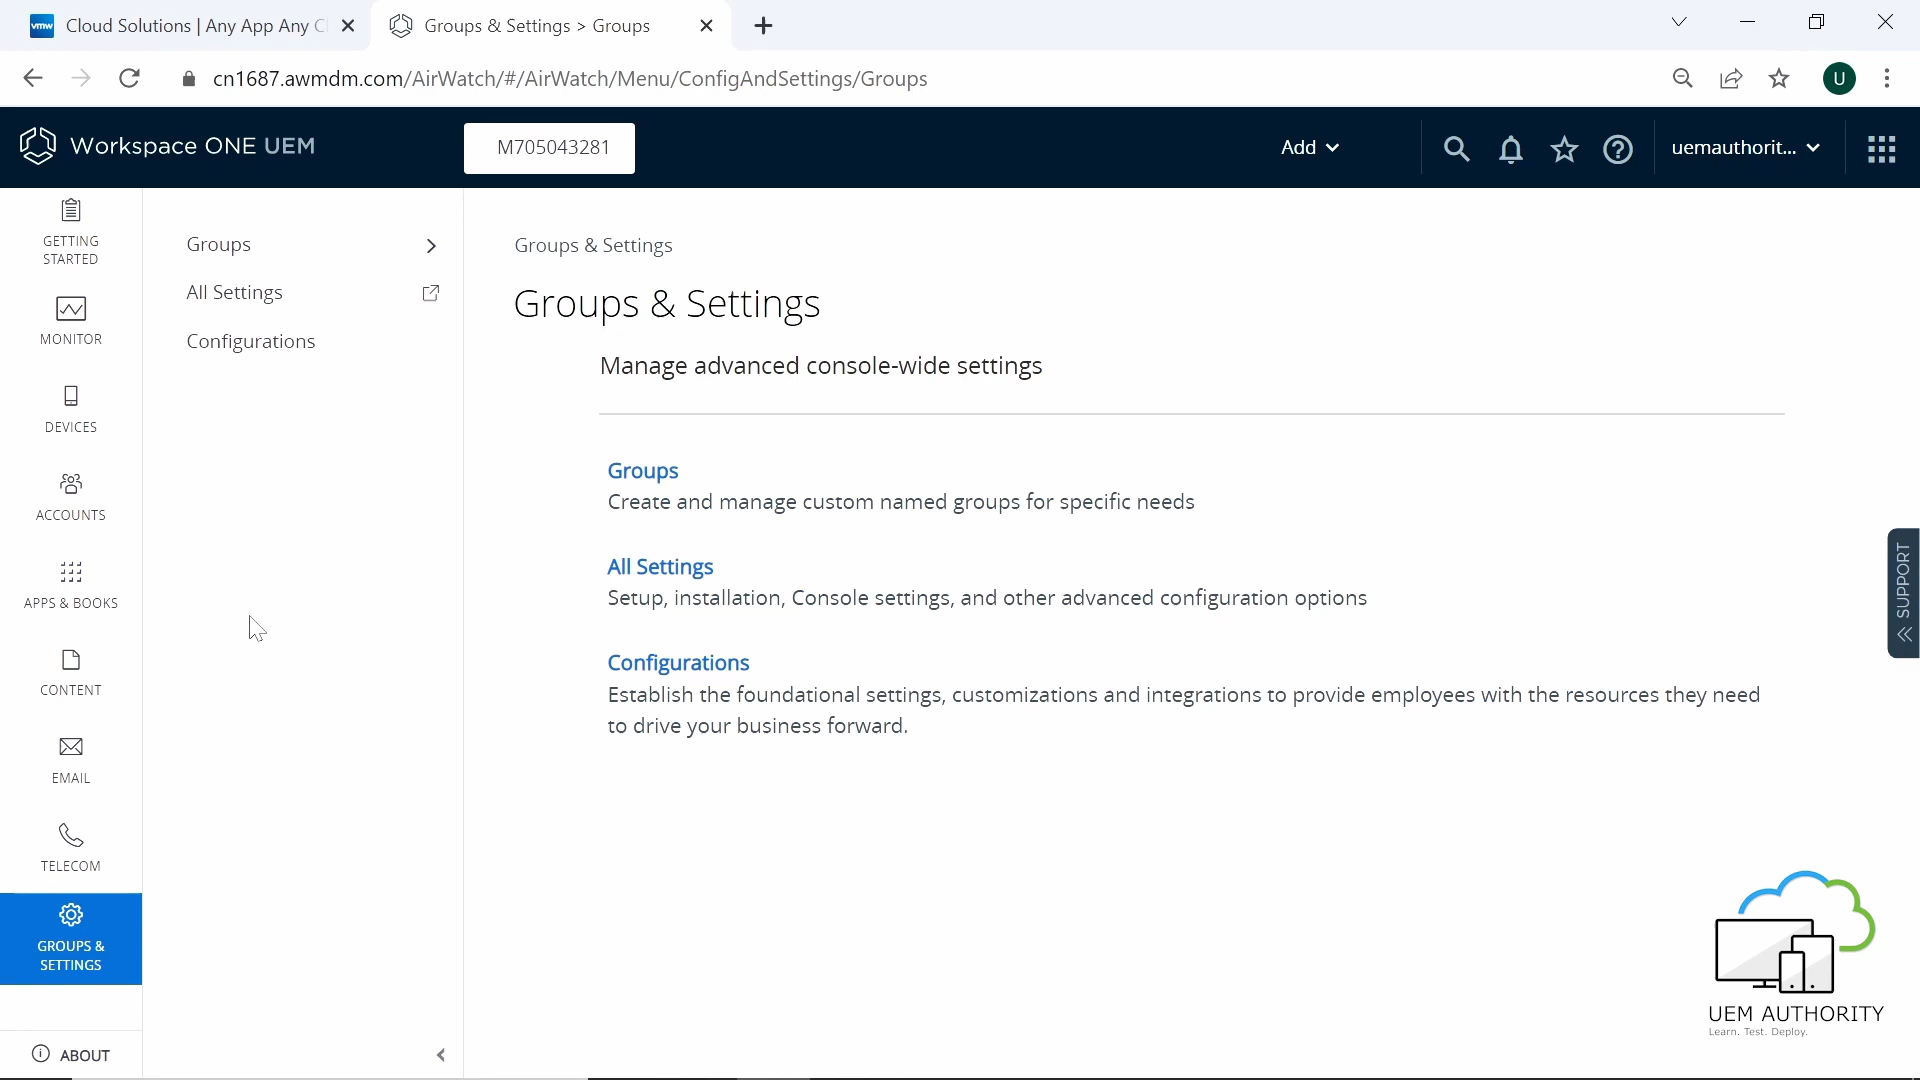 vmw Cloud Solutions | Any App Any C
Groups & Settings > Groups
cn1687.awmdm.com/AirWatch/#/AirWatch/Menu/ConfigAndSettings/Groups
U
Workspace ONE UEM
M705043281
Add
uemauthorit...
GETTING
STARTED
MONITOR
DEVICES
ACCOUNTS
APPS & BOOKS
CONTENT
EMAIL
TELECOM
GROUPS &
SETTINGS
ABOUT
Groups
All Settings
Configurations
Groups & Settings
Groups & Settings
Manage advanced console-wide settings
Groups
Create and manage custom named groups for specific needs
All Settings
Setup, installation, Console settings, and other advanced configuration options
Configurations
Establish the foundational settings, customizations and integrations to provide employees with the resources they need
to drive your business forward.
SUPPORT
UEM AUTHORITY
Learn. Test. Deploy.